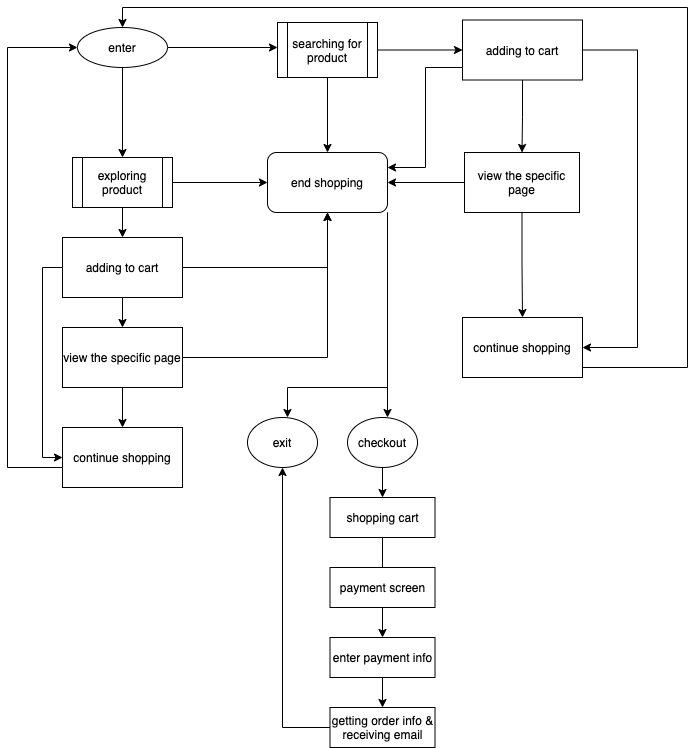 enter
searching for
product
adding to cart
exploring
product
end shopping
view the specific
page
adding to cart
view the specific page
continue shopping
continue shopping
exit
checkout
shopping cart
payment screen
enter payment info
getting order info &
receiving email